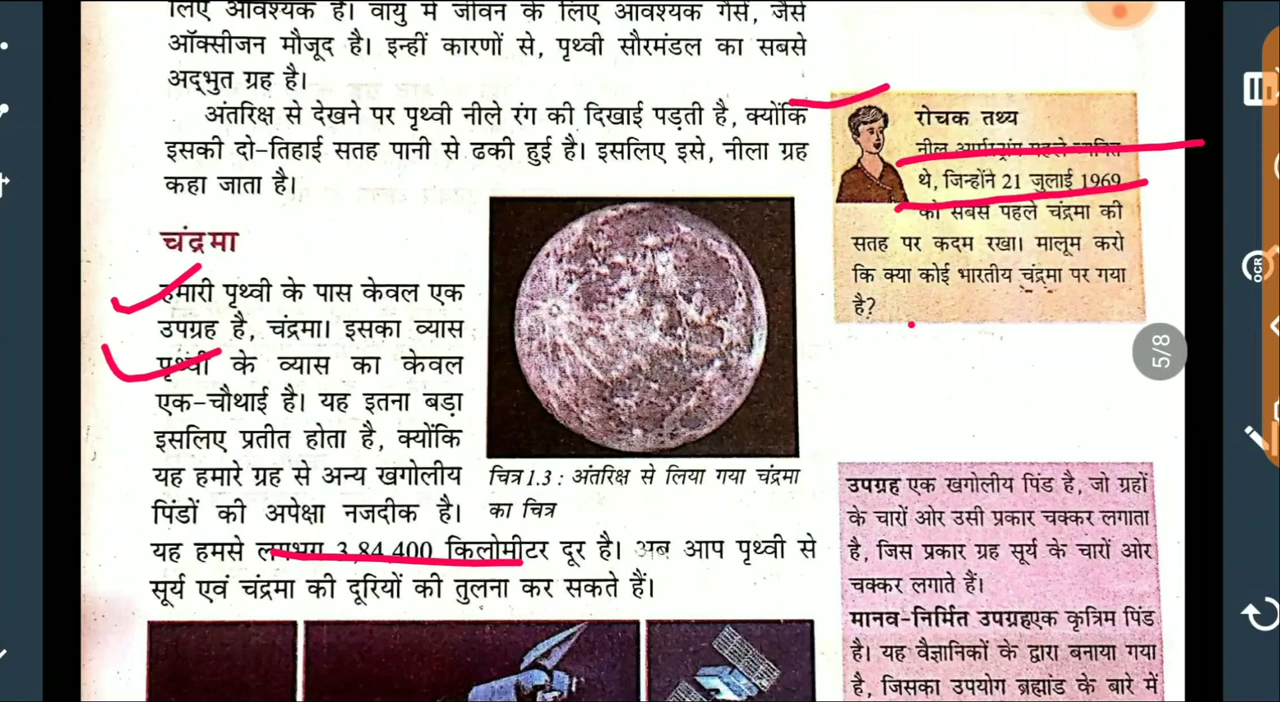 लिए आवश्यक है। वायु में जीवन के लिए आवश्यक गैसें, जैसे
ऑक्सीजन मौजूद है। इन्हीं कारणों से, पृथ्वी सौरमंडल का सबसे
अद्‌भुत ग्रह है।
अंतरिक्ष से देखने पर पृथ्वी नीले रंग की दिखाई पड़ती है, क्योंकि
इसकी दो-तिहाई सतह पानी से ढकी हुई है। इसलिए इसे, नीला ग्रह
कहा जाता है।
चंद्रमा
हमारी पृथ्वी के पास केवल एक
उपग्रह है, चंद्रमा। इसका व्यास
पृथ्वी के व्यास का केवल
एक-चौथाई है। यह इतना बड़ा
इसलिए प्रतीत होता है, क्योंकि
यह हमारे ग्रह से अन्य खगोलीय
पिंडों की अपेक्षा नजदीक है।
यह हमसे लगभग 3,84,400 किलोमीटर दूर है। अब आप पृथ्वी से
सूर्य एवं चंद्रमा की दूरियों की तुलना कर सकते हैं।
चित्र 1.3 : अंतरिक्ष से लिया गया चंद्रमा
का चित्र
रोचक तथ्य
नील आर्मस्ट्रांग पहले व्यक्ति
थे, जिन्होंने 21 जुलाई 1969
को सबसे पहले चंद्रमा की
सतह पर कदम रखा। मालूम करो
कि क्या कोई भारतीय चंद्रमा पर गया
है?
5/8
OCR
उपग्रह एक खगोलीय पिंड है, जो ग्रहों
के चारों ओर उसी प्रकार चक्कर लगाता
है, जिस प्रकार ग्रह सूर्य के चारों ओर
चक्कर लगाते हैं।
मानव-निर्मित उपग्रहएक कृत्रिम पिंड
है। यह वैज्ञानिकों के द्वारा बनाया गया
है, जिसका उपयोग ब्रह्मांड के बारे में